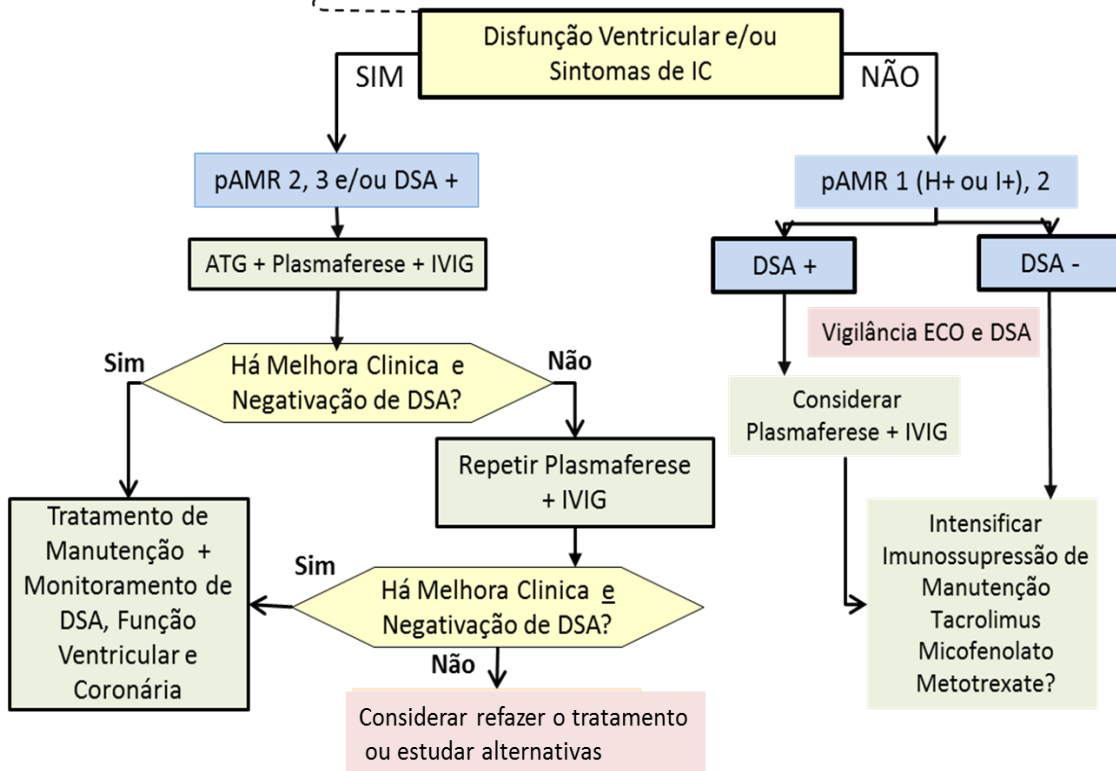 Disfunção Ventricular e/ou
Sintomas de IC
SIM
NÃO
pAMR 2, 3 e/ou DSA +
pAMR 1 (H+ ou I+), 2
ATG + Plasmaferese + IVIG
DSA +
DSA -
Vigilância ECO e DSA
Sim
Há Melhora Clinica e
Negativação de DSA?
Não
Considerar
Plasmaferese + IVIG
Repetir Plasmaferese
+ IVIG
Tratamento de
Manutenção +
Monitoramento de
DSA, Função
Ventricular e
Coronária
Intensificar
Imunossupressão de
Manutenção
Tacrolimus
Micofenolato
Metotrexate?
Sim
Há Melhora Clinica e
Negativação de DSA?
Não
Considerar refazer o tratamento
ou estudar alternativas